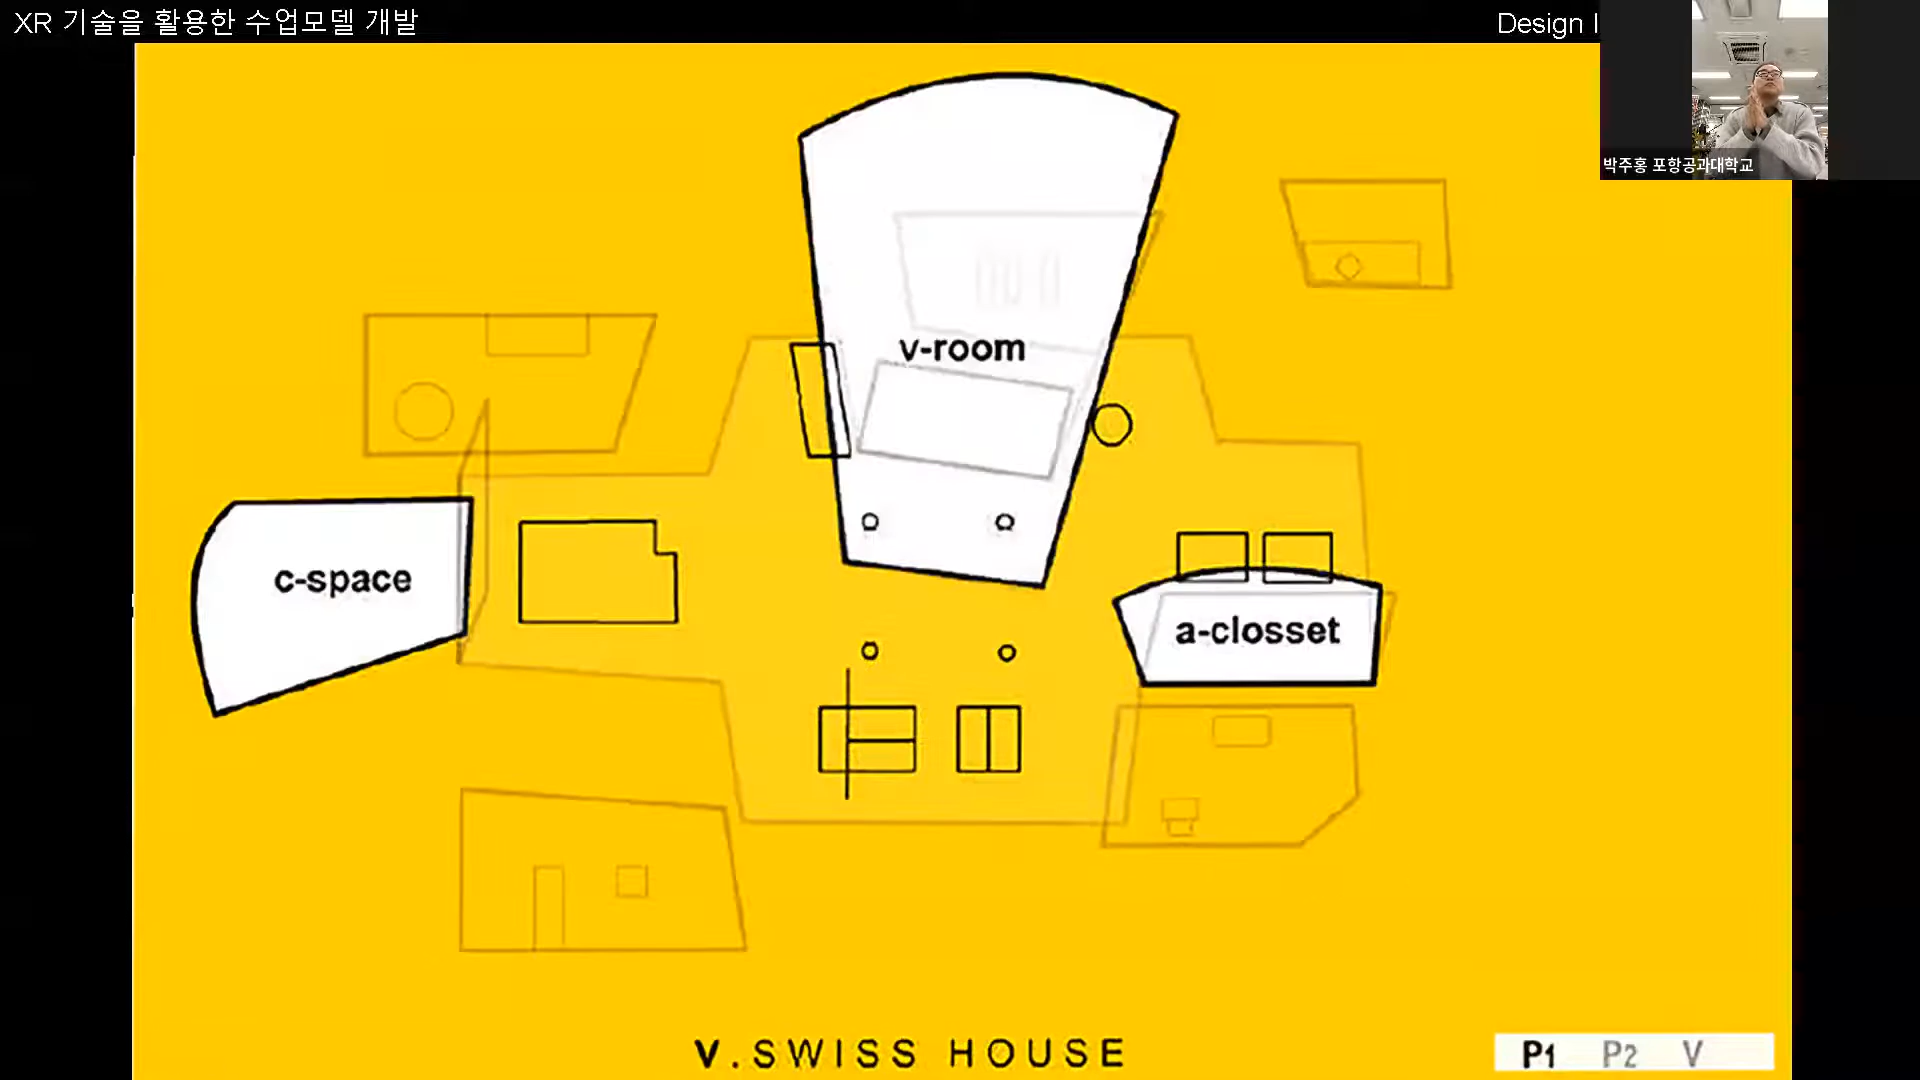 XR 기술을 활용한 수업모델 개발
Design I
박주홍 포항공과대학교
v-room
c-space
a-closset
V.SWISS HOUSE
P1 P2 V